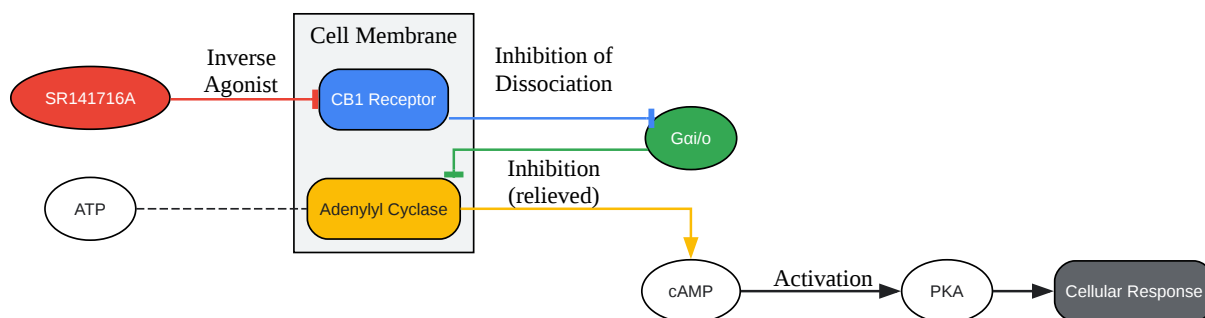 Cell Membrane
Inverse
Agonist
Inhibition of
Dissociation
SR141716A
CB1 Receptor
Gαi/o
Inhibition
(relieved)
ATP
Adenylyl Cyclase
cAMP
Activation
PKA
Cellular Response